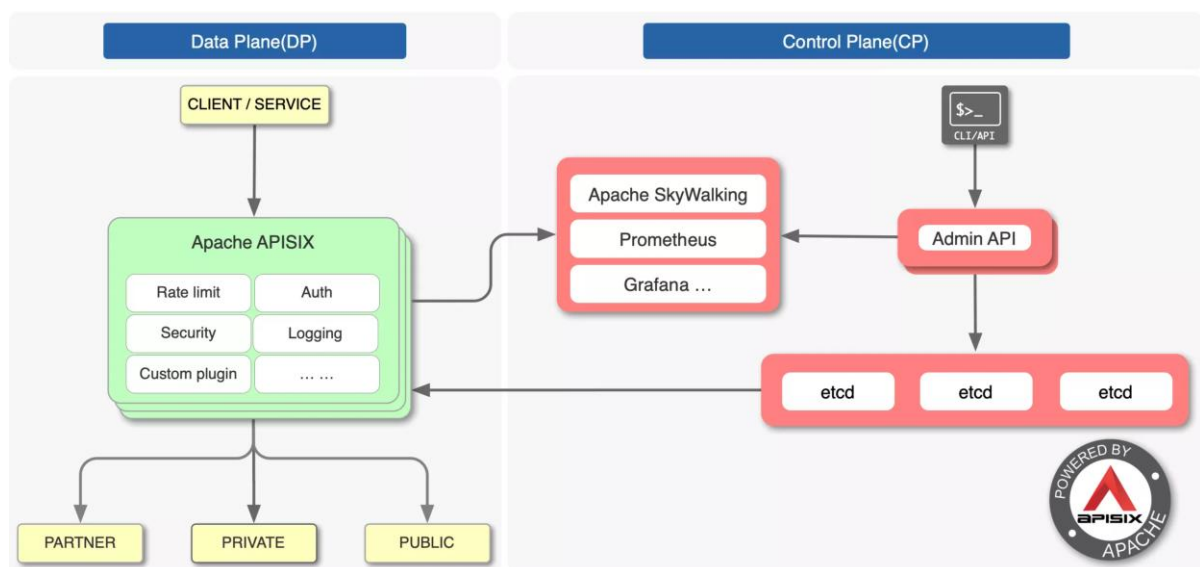 Data Plane(DP)
Control Plane(CP)
CLIENT / SERVICE
Apache APISIX
Rate limit
Auth
Security
Logging
Custom plugin
... ...
PARTNER
PRIVATE
PUBLIC
$>_
CLI/API
Apache SkyWalking
Prometheus
Grafana ...
Admin API
etcd
etcd
etcd
POWERED BY
APISIX
APACHE